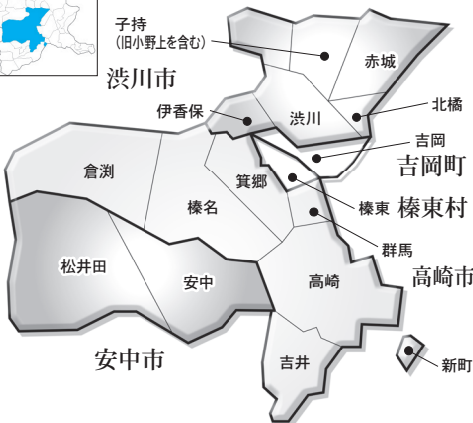 子持
(旧小野上を含む)
赤城
渋川市
北橘
伊香保
渋川
吉岡
吉岡町
倉渕
箕郷
榛名
榛東
榛東村
群馬
松井田
安中
高崎
高崎市
安中市
吉井
新町